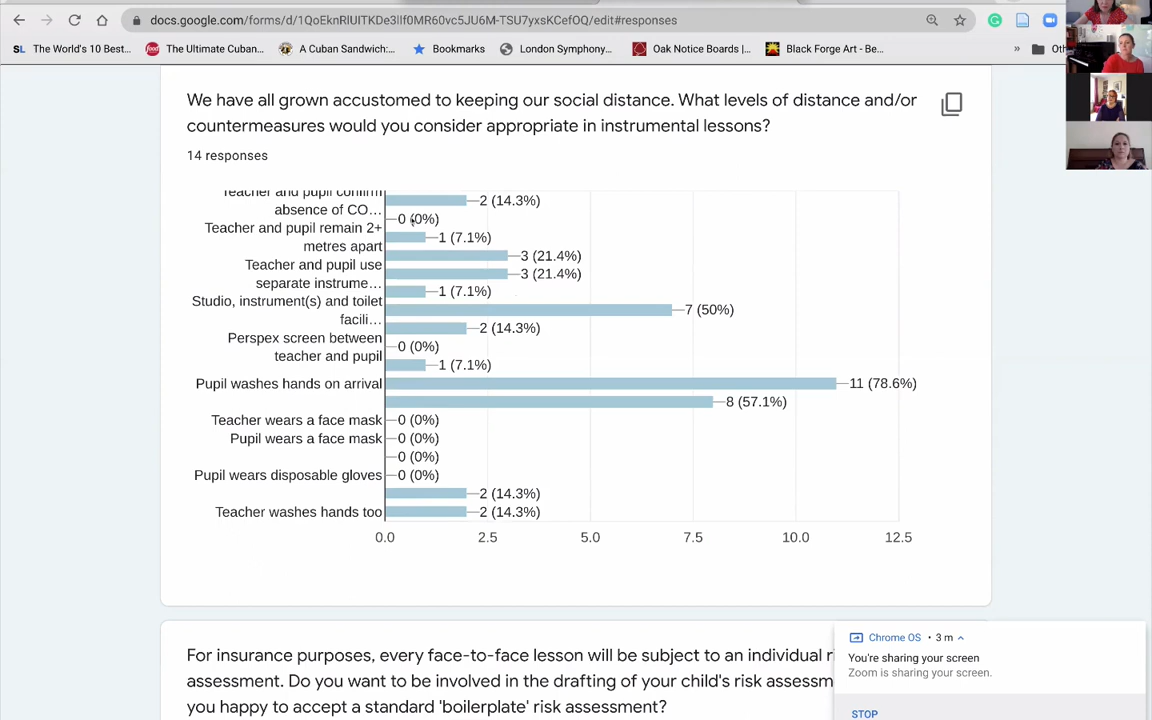 docs.google.com/forms/d/1QoEknRlUITKDe3lIf0MR60vc5JU6M-TSU7yxsKCefOQ/edit#responses
SL The World's 10 Best... The Ultimate Cuban... A Cuban Sandwich:... Bookmarks London Symphony... Oak Notice Boards |... Black Forge Art - Be... »
We have all grown accustomed to keeping our social distance. What levels of distance and/or
countermeasures would you consider appropriate in instrumental lessons?
14 responses
Teacher and pupil confirm
absence of CO...
2 (14.3%)
0 (0%)
Teacher and pupil remain 2+
metres apart
1 (7.1%)
3 (21.4%)
Teacher and pupil use
separate instrume...
3 (21.4%)
1 (7.1%)
Studio, instrument(s) and toilet
facili...
7 (50%)
2 (14.3%)
Perspex screen between
teacher and pupil
0 (0%)
1 (7.1%)
Pupil washes hands on arrival 11 (78.6%)
8 (57.1%)
Teacher wears a face mask 0 (0%)
Pupil wears a face mask 0 (0%)
0 (0%)
Pupil wears disposable gloves 0 (0%)
2 (14.3%)
Teacher washes hands too 2 (14.3%)
0.0 2.5 5.0 7.5 10.0 12.5
For insurance purposes, every face-to-face lesson will be subject to an individual
assessment. Do you want to be involved in the drafting of your child's risk
you happy to accept a standard 'boilerplate' risk assessment?
Chrome OS • 3 m
You're sharing your screen
Zoom is sharing your screen.
STOP